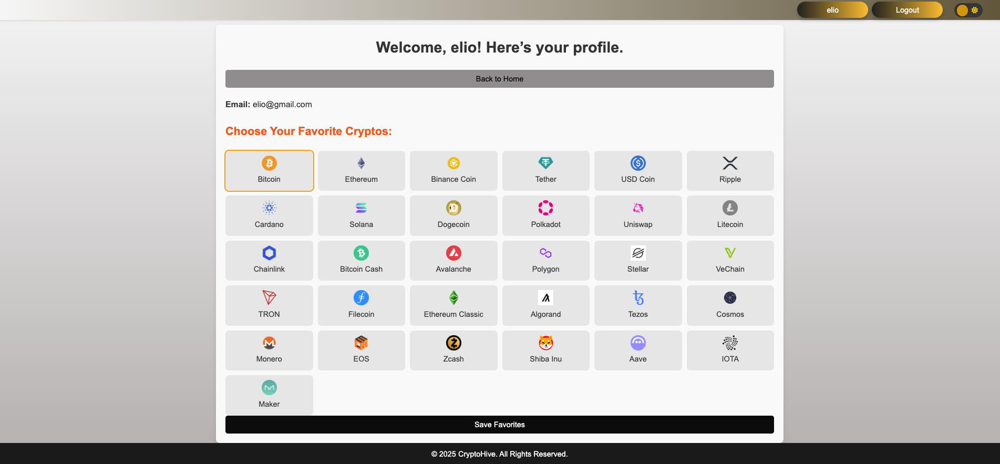 elio
Logout
Welcome, elio! Here’s your profile.
Back to Home
Email: elio@gmail.com
Choose Your Favorite Cryptos:
Bitcoin
Ethereum
Binance Coin
Tether
USD Coin
Ripple
Cardano
Solana
Dogecoin
Polkadot
Uniswap
Litecoin
Chainlink
Bitcoin Cash
Avalanche
Polygon
Stellar
VeChain
TRON
Filecoin
Ethereum Classic
Algorand
Tezos
Cosmos
Monero
EOS
Zcash
Shiba Inu
Aave
IOTA
Maker
Save Favorites
© 2025 CryptoHive. All Rights Reserved.